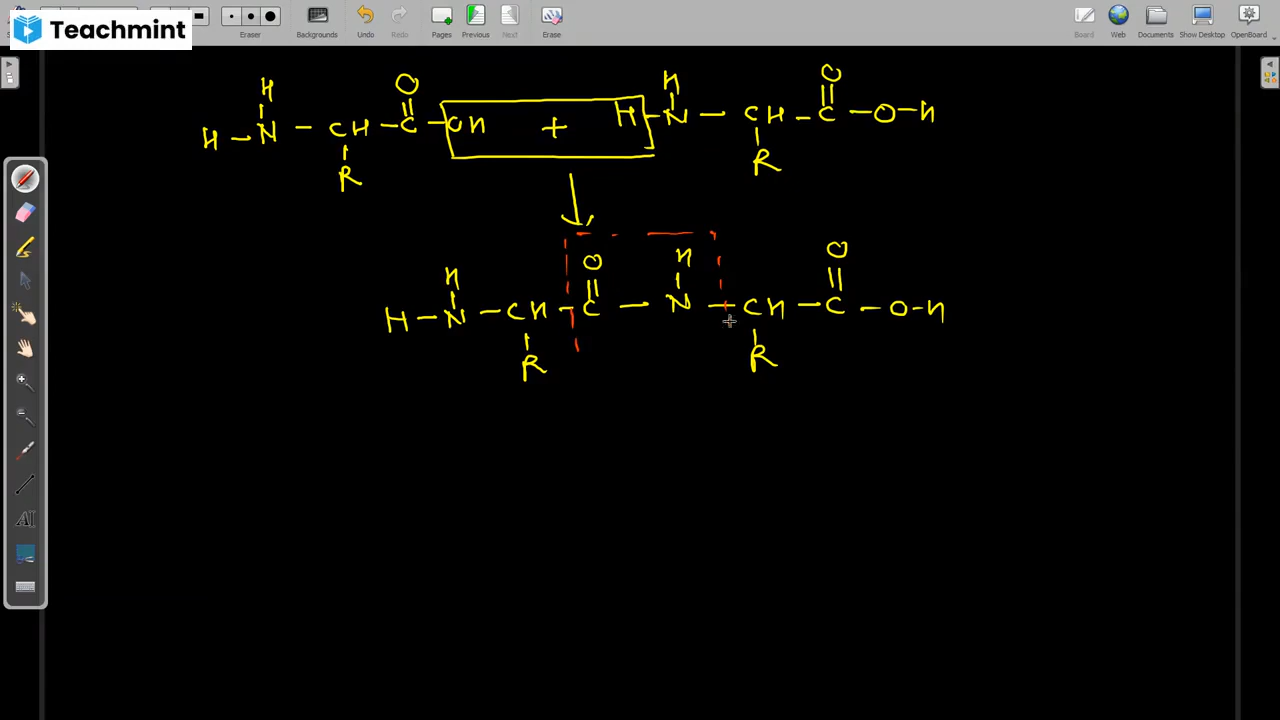 Teachmint
Eraser
Backgrounds
Undo
Redo
Pages
Previous
Next
Erase
Board
Web
Documents
Show Desktop
OpenBoard
H H O H O
H - N - CH - C - OH + H - N - CH - C - O - H
R R
H O H O
H - N - CH - C - N - CH - C - O - H
R R